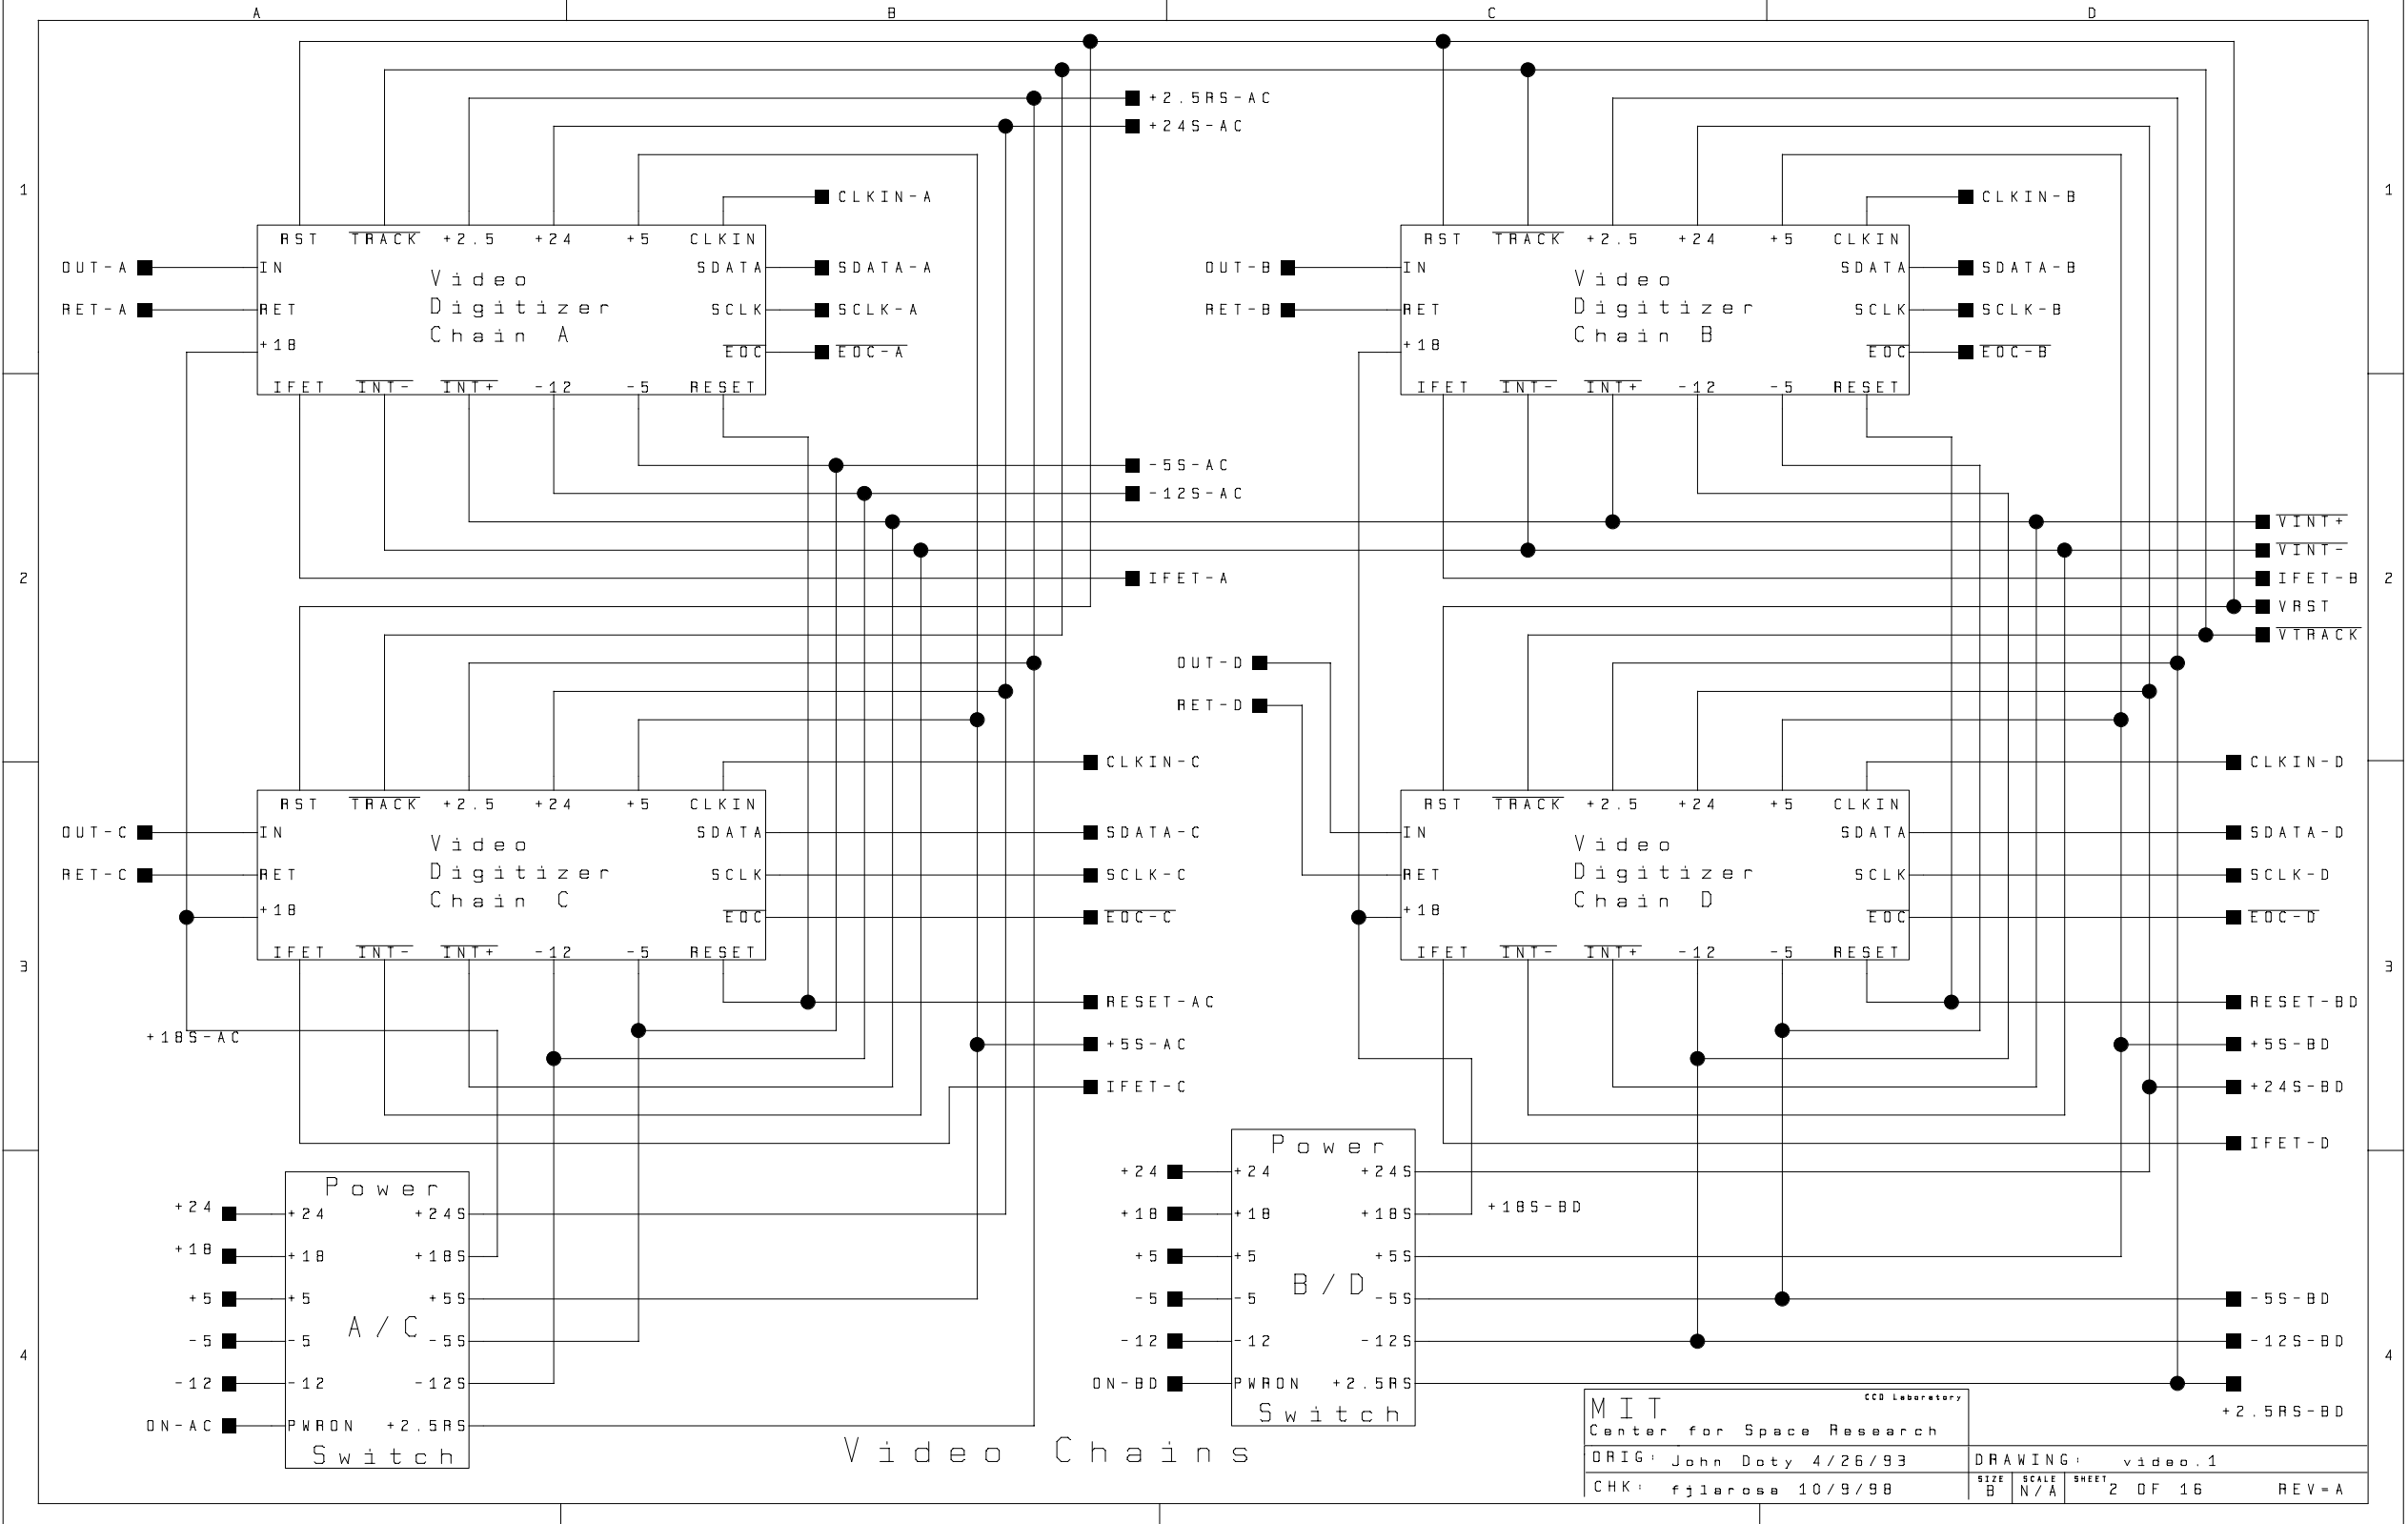 A B C D
1 1
2 2
3 3
4 4
+2.5RS-AC
+24S-AC
CLKIN-A
RST TRACK +2.5 +24 +5 CLKIN
OUT-A IN SDATA SDATA-A
RET-A RET SCLK SCLK-A
+18 EOC EOC-A
Video
Digitizer
Chain A
IFET INT- INT+ -12 -5 RESET
CLKIN-B
RST TRACK +2.5 +24 +5 CLKIN
OUT-B IN SDATA SDATA-B
RET-B RET SCLK SCLK-B
+18 EOC EOC-B
Video
Digitizer
Chain B
IFET INT- INT+ -12 -5 RESET
-5S-AC
-12S-AC
IFET-A
VINT+
VINT-
IFET-B
VRST
VTRACK
CLKIN-C
RST TRACK +2.5 +24 +5 CLKIN
OUT-C IN SDATA SDATA-C
RET-C RET SCLK SCLK-C
+18 EOC EOC-C
Video
Digitizer
Chain C
IFET INT- INT+ -12 -5 RESET
RESET-AC
+18S-AC
+5S-AC
IFET-C
OUT-D
RET-D
CLKIN-D
RST TRACK +2.5 +24 +5 CLKIN
IN SDATA SDATA-D
RET SCLK SCLK-D
+18 EOC EOC-D
Video
Digitizer
Chain D
IFET INT- INT+ -12 -5 RESET
RESET-BD
+5S-BD
+24S-BD
IFET-D
Power
+24 +24 +24S
+18 +18 +18S
+5 +5 +5S
A/C
-5 -5 -5S
-12 -12 -12S
ON-AC PWRON +2.5RS
Switch
Power
+24 +24 +24S
+18 +18 +18S +18S-BD
+5 +5 +5S
B/D
-5 -5 -5S -5S-BD
-12 -12 -12S -12S-BD
ON-BD PWRON +2.5RS
+2.5RS-BD
Switch
Video Chains
MIT CCD Laboratory
Center for Space Research
ORIG: John Doty 4/26/93
DRAWING: video.1
CHK: fjlarosa 10/9/98
SIZE B SCALE N/A SHEET 2 OF 16 REV=A